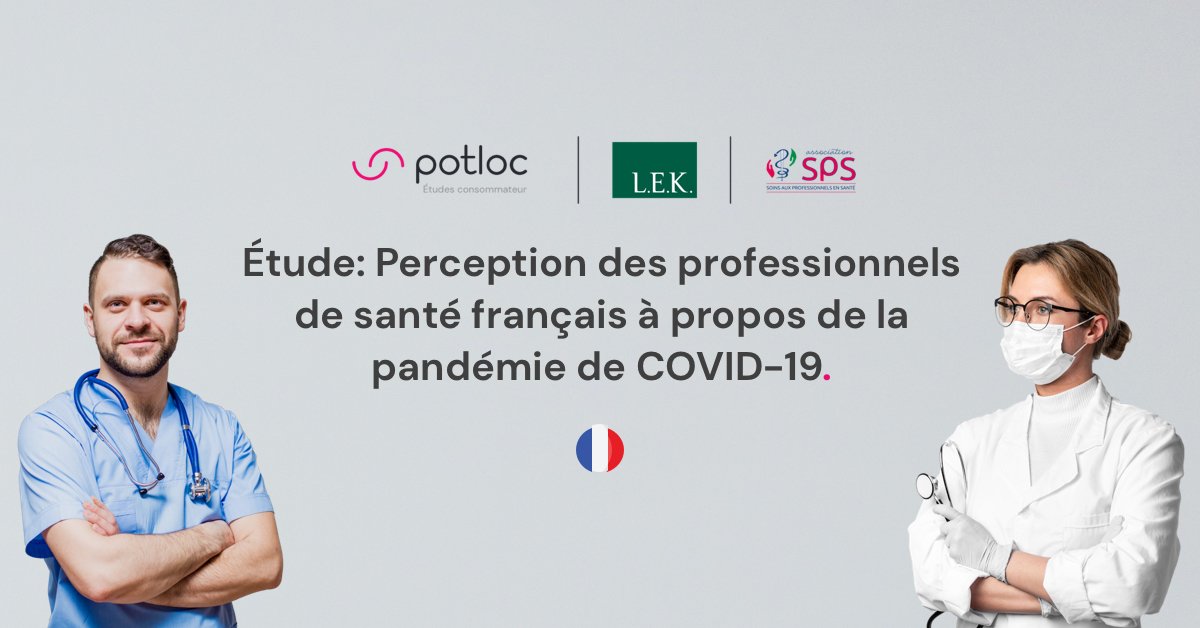 potloc
Études consommateur
L.E.K.
association
SPS
SOINS AUX PROFESSIONNELS EN SANTÉ
Étude: Perception des professionnels
de santé français à propos de la
pandémie de COVID-19.